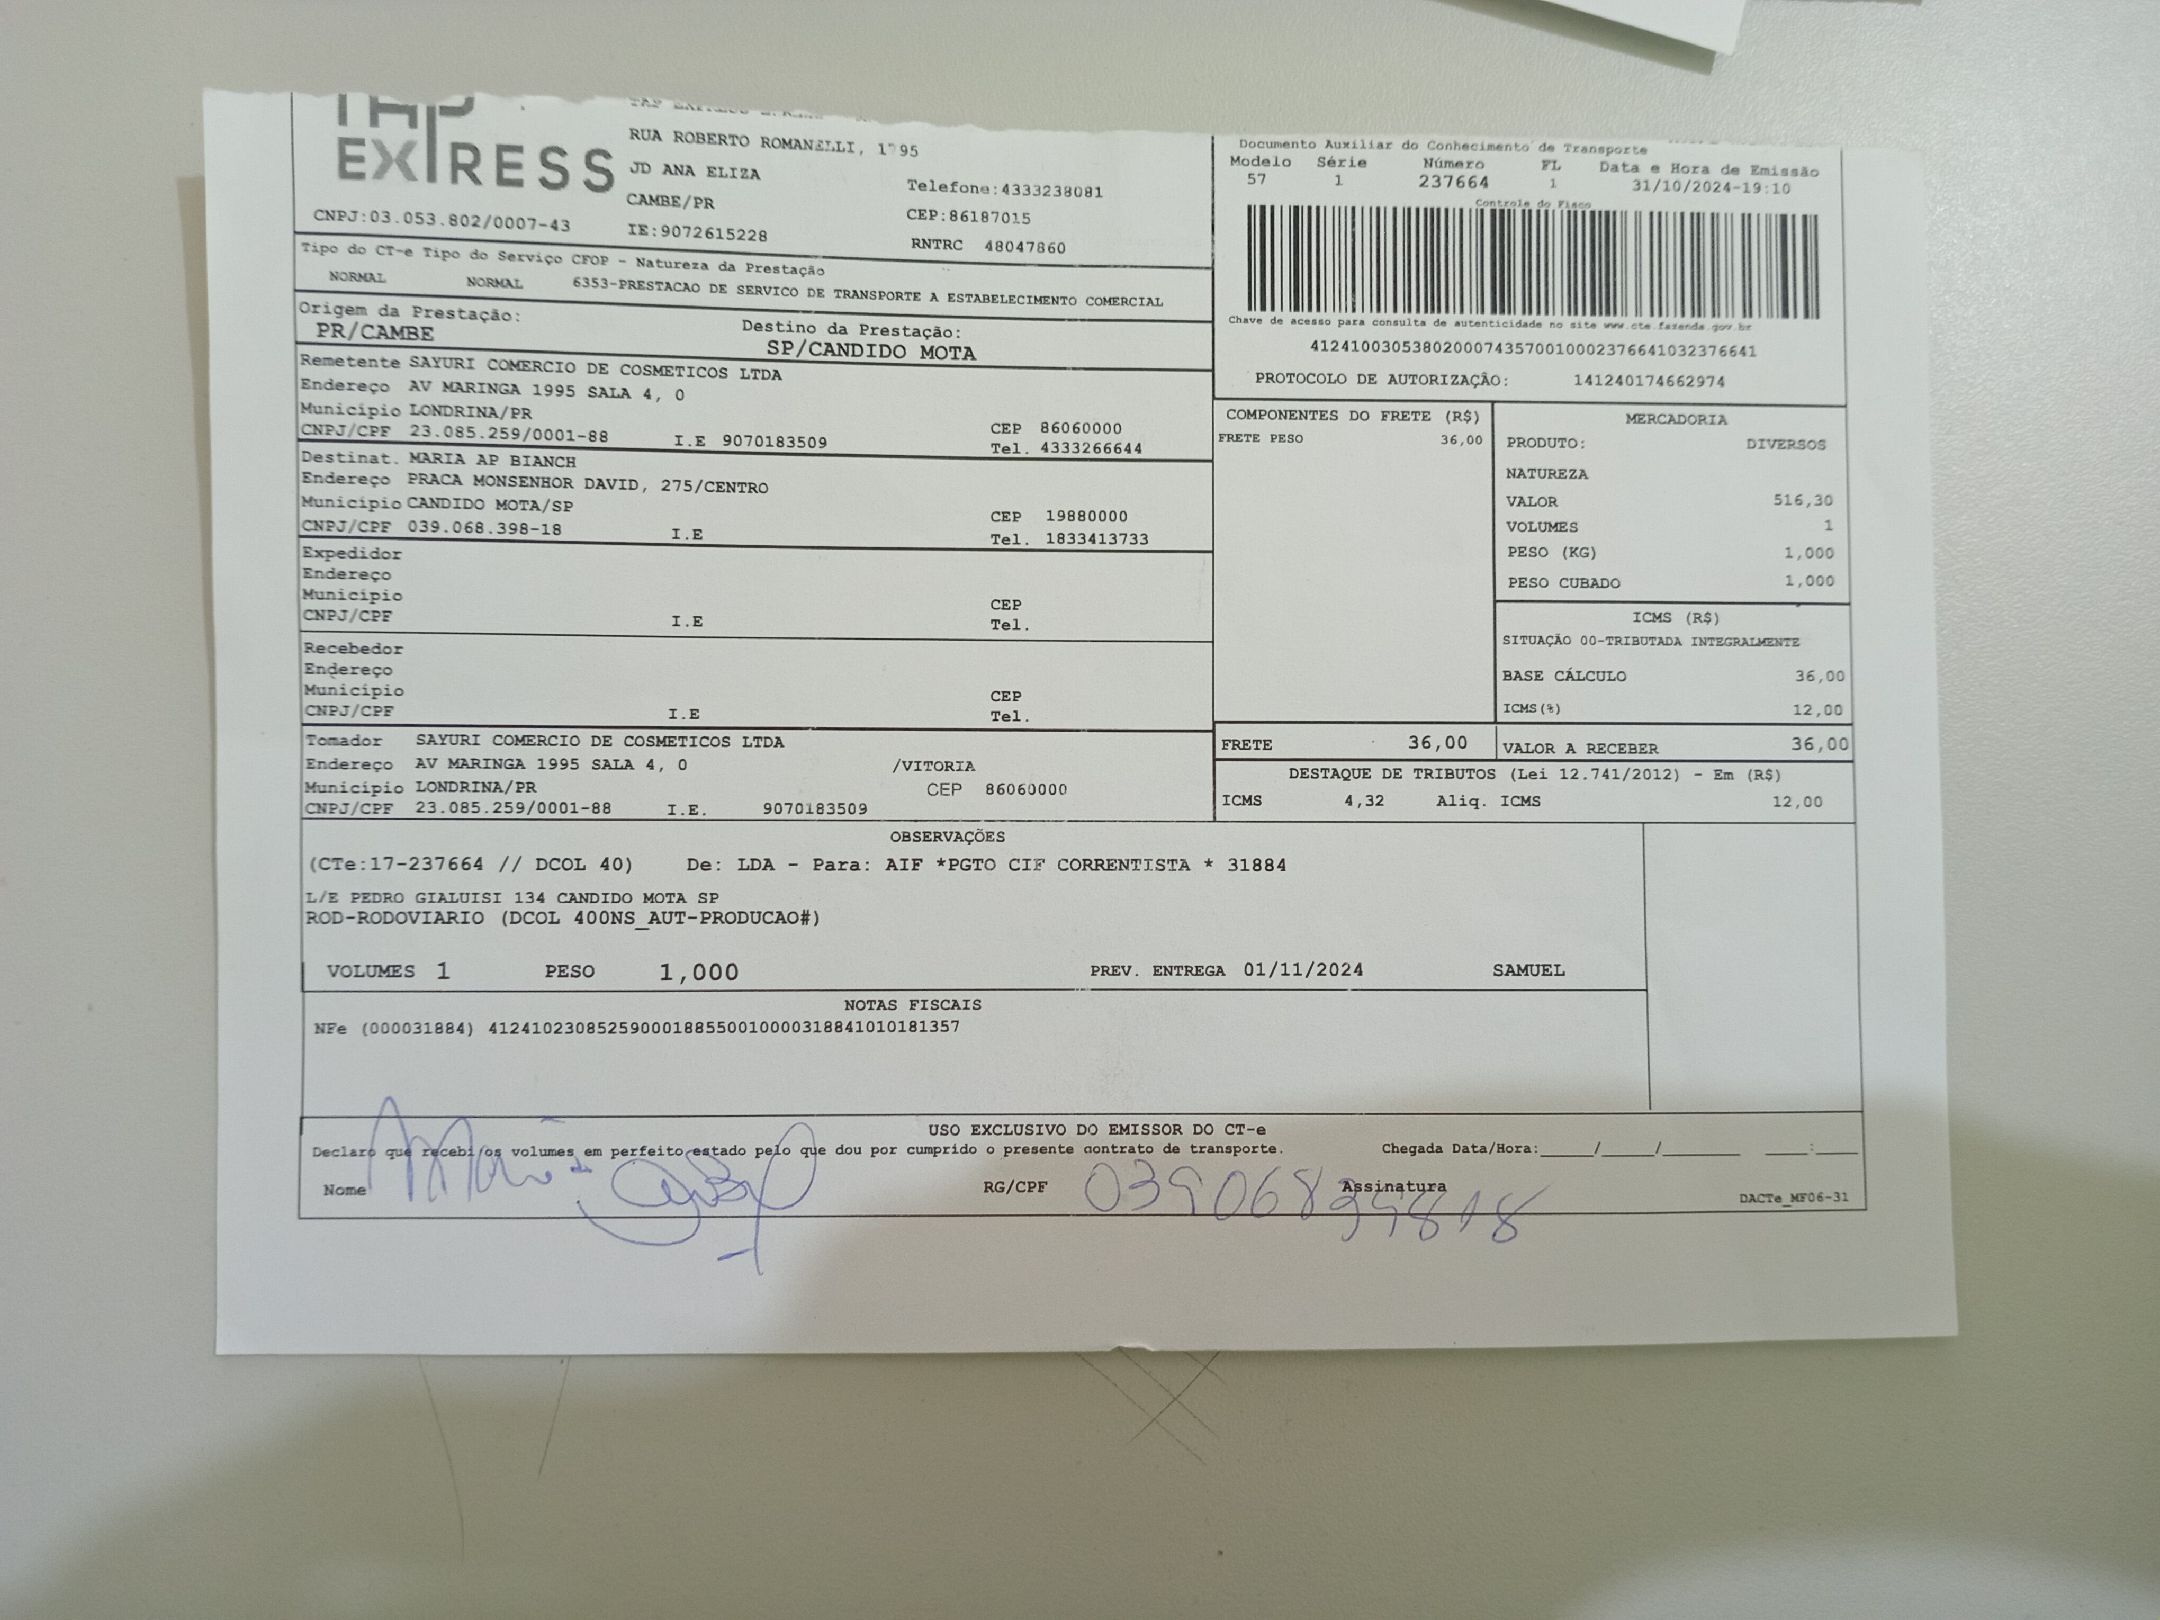 TAP
EXPRESS
RUA ROBERTO ROMANELLI,
JD ANA ELIZA
CAMBE/PR
IE:9072615228
Telefone:4333238081
CEP:86187015
RNTRC 48047860
CNPJ:03.053.802/0007-43
Documento Auxiliar do Conhecimento de Transporte
Modelo Série Número FL Data e Hora de Emissão
57 1 237664 1 31/10/2024-19:10
Controle do Fisco
Chave de acesso para consulta de autenticidade no site www.cte.fazenda.gov.br
41241003053802000743570010002376641032376641
PROTOCOLO DE AUTORIZAÇÃO: 141240174662974
Tipo do CT-e Tipo do Serviço CFOP - Natureza da Prestação
NORMAL NORMAL 6353-PRESTACAO DE SERVICO DE TRANSPORTE A ESTABELECIMENTO COMERCIAL
Origem da Prestação: Destino da Prestação:
PR/CAMBE SP/CANDIDO MOTA
Remetente SAYURI COMERCIO DE COSMETICOS LTDA
Endereço AV MARINGA 1995 SALA 4, 0
Município LONDRINA/PR CEP 86060000
CNPJ/CPF 23.085.259/0001-88 I.E 9070183509 Tel. 4333266644
Destinat. MARIA AP BIANCH
Endereço PRACA MONSENHOR DAVID, 275/CENTRO
Município CANDIDO MOTA/SP CEP 19880000
CNPJ/CPF 039.068.398-18 I.E Tel. 1833413733
Expedidor
Endereço
Município CEP
CNPJ/CPF I.E Tel.
Recebedor
Endereço
Município CEP
CNPJ/CPF I.E Tel.
Tomador SAYURI COMERCIO DE COSMETICOS LTDA
Endereço AV MARINGA 1995 SALA 4, 0 /VITORIA
Município LONDRINA/PR CEP 86060000
CNPJ/CPF 23.085.259/0001-88 I.E. 9070183509
COMPONENTES DO FRETE (R$)
FRETE PESO 36,00
MERCADORIA
PRODUTO: DIVERSOS
NATUREZA
VALOR 516,30
VOLUMES 1
PESO (KG) 1,000
PESO CUBADO 1,000
ICMS (R$)
SITUAÇÃO 00-TRIBUTADA INTEGRALMENTE
BASE CÁLCULO 36,00
ICMS(%) 12,00
FRETE 36,00 VALOR A RECEBER 36,00
DESTAQUE DE TRIBUTOS (Lei 12.741/2012) - Em (R$)
ICMS 4,32 Aliq. ICMS 12,00
OBSERVAÇÕES
(CTe:17-237664 // DCOL 40) De: LDA - Para: AIF *PGTO CIF CORRENTISTA * 31884
L/E PEDRO GIALUISI 134 CANDIDO MOTA SP
ROD-RODOVIARIO (DCOL 400NS_AUT-PRODUCAO#)
VOLUMES 1 PESO 1,000 PREV. ENTREGA 01/11/2024 SAMUEL
NOTAS FISCAIS
NFe (000031884) 41241023085259000188550010000318841010181357
USO EXCLUSIVO DO EMISSOR DO CT-e
Declaro que recebi os volumes em perfeito estado pelo que dou por cumprido o presente contrato de transporte. Chegada Data/Hora:_____/_____/_______ ____:____
Nome RG/CPF 03906839818 Assinatura
DACTe_MF06-31